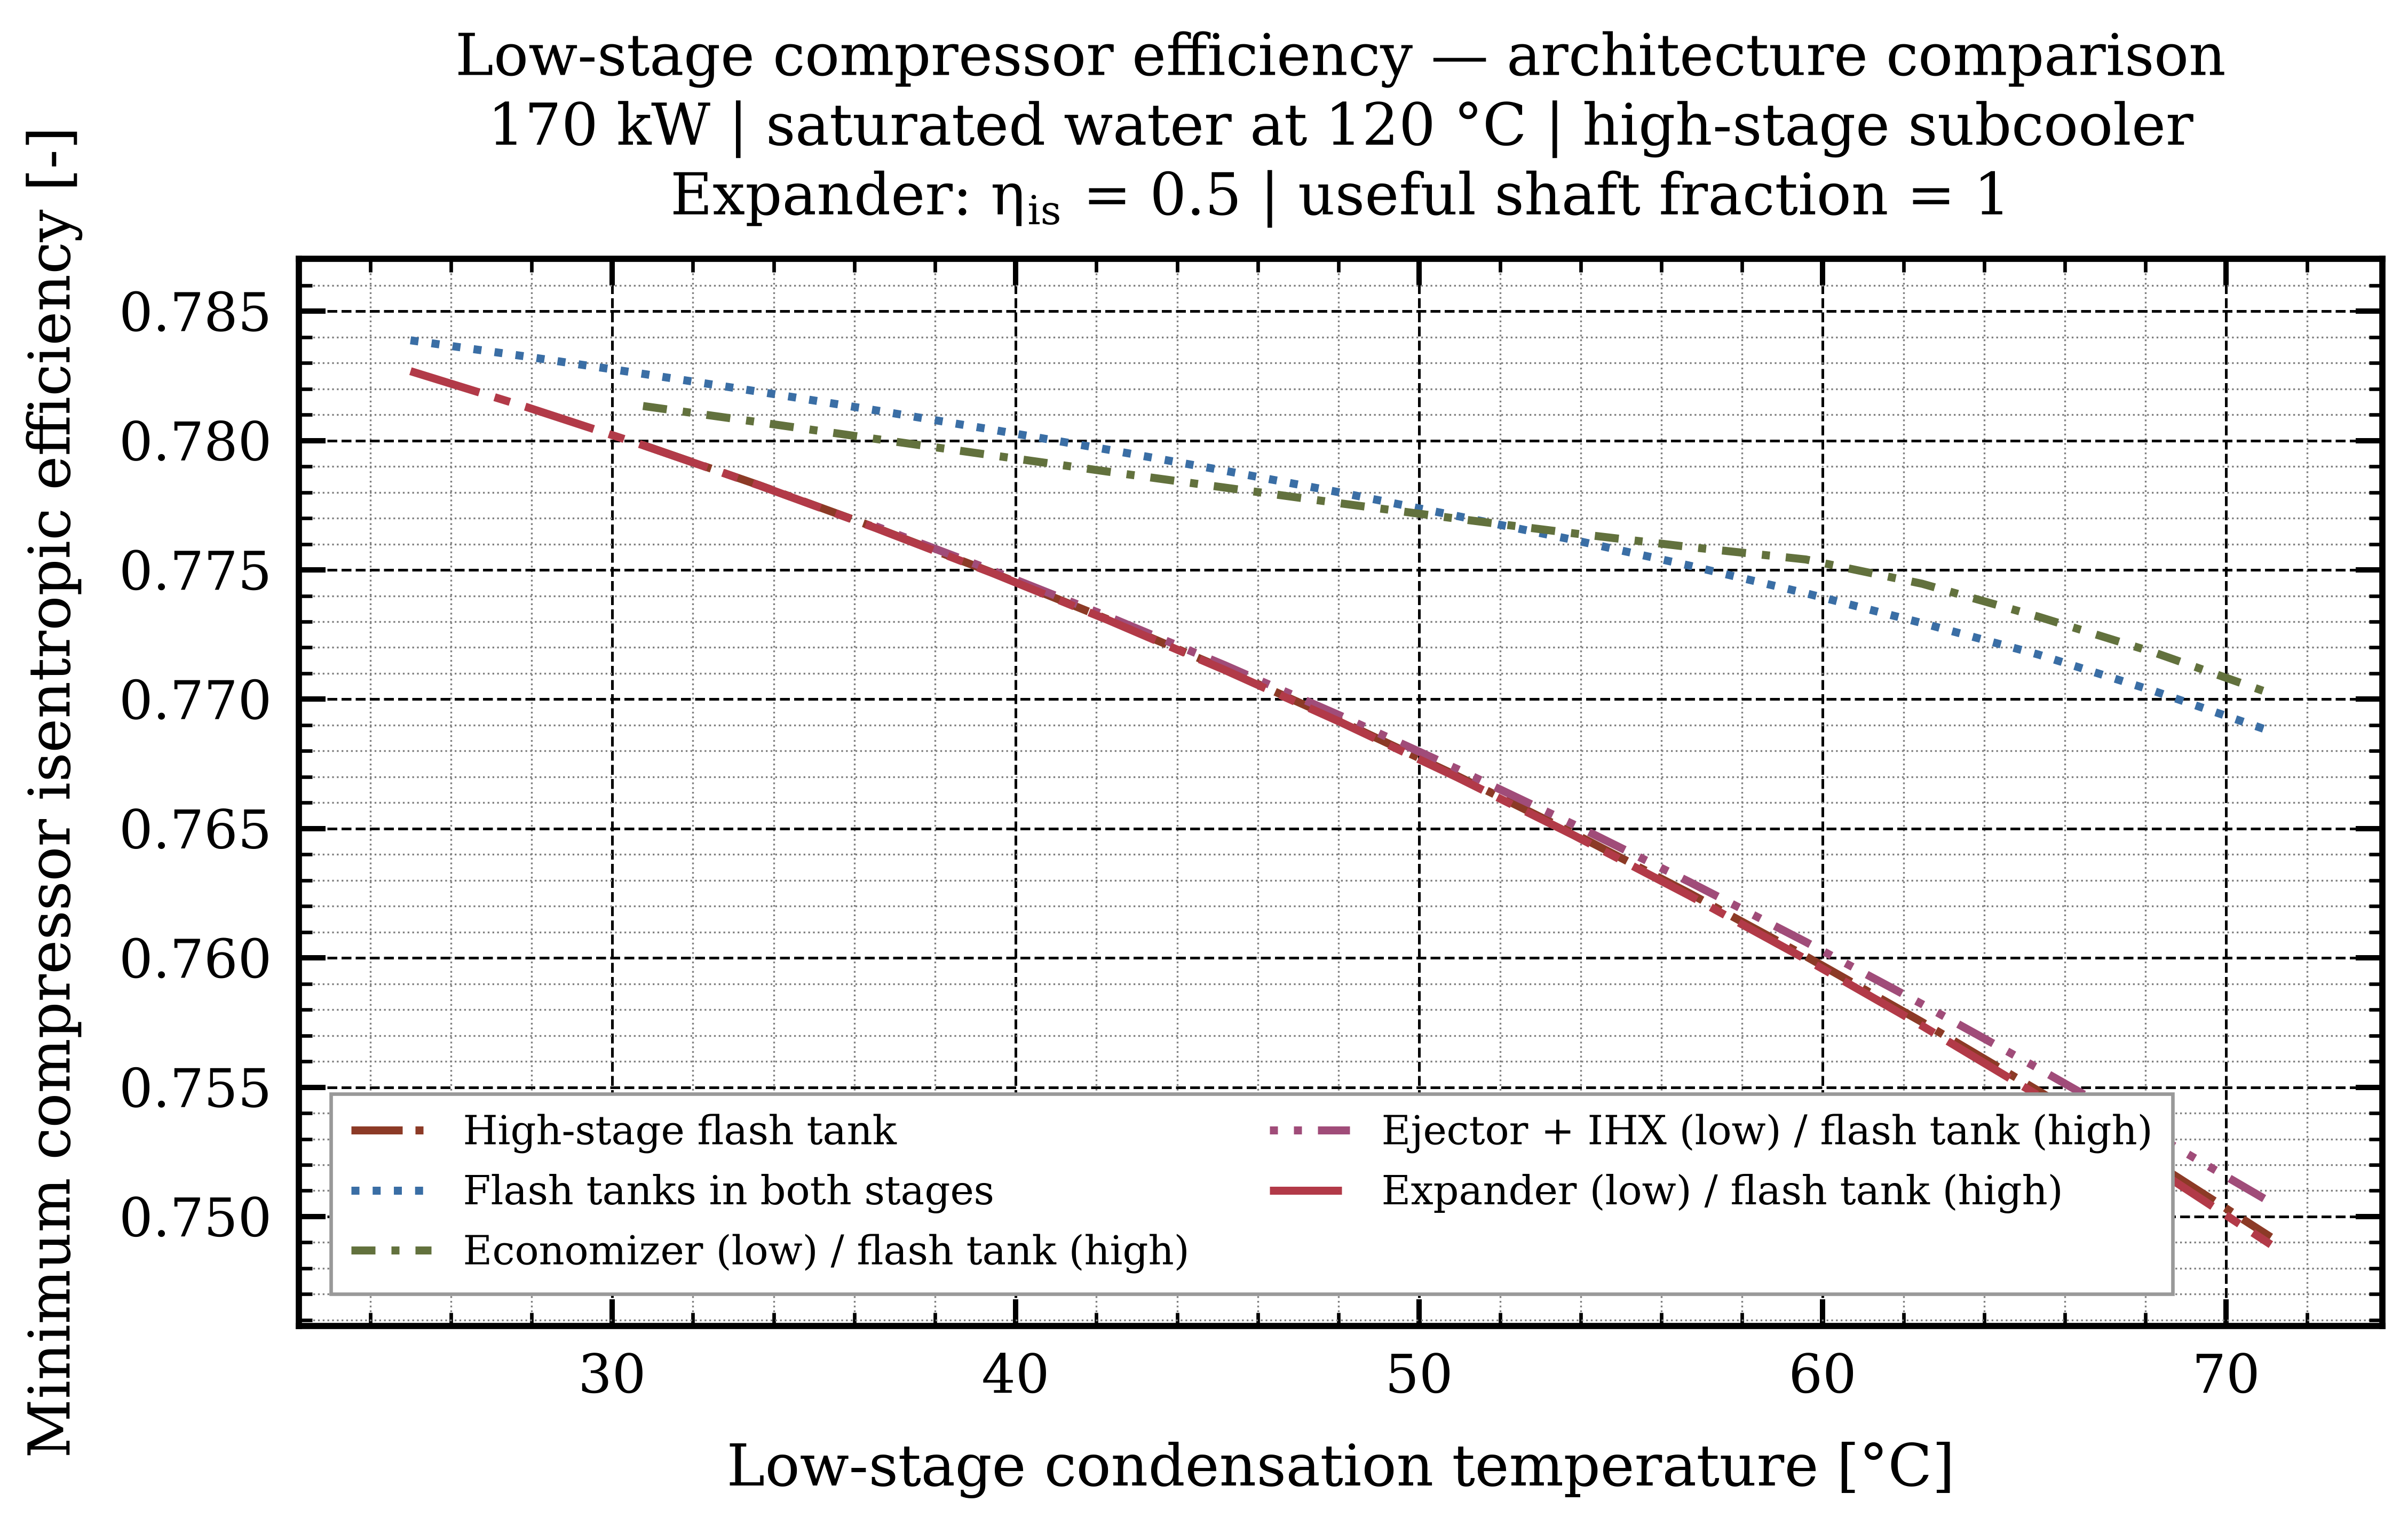 Low-stage compressor efficiency — architecture comparison
170 kW | saturated water at 120 °C | high-stage subcooler
Expander: ηis = 0.5 | useful shaft fraction = 1
Minimum compressor isentropic efficiency [-]
0.785
0.780
0.775
0.770
0.765
0.760
0.755
0.750
High-stage flash tank
Flash tanks in both stages
Economizer (low) / flash tank (high)
Ejector + IHX (low) / flash tank (high)
Expander (low) / flash tank (high)
30 40 50 60 70
Low-stage condensation temperature [°C]